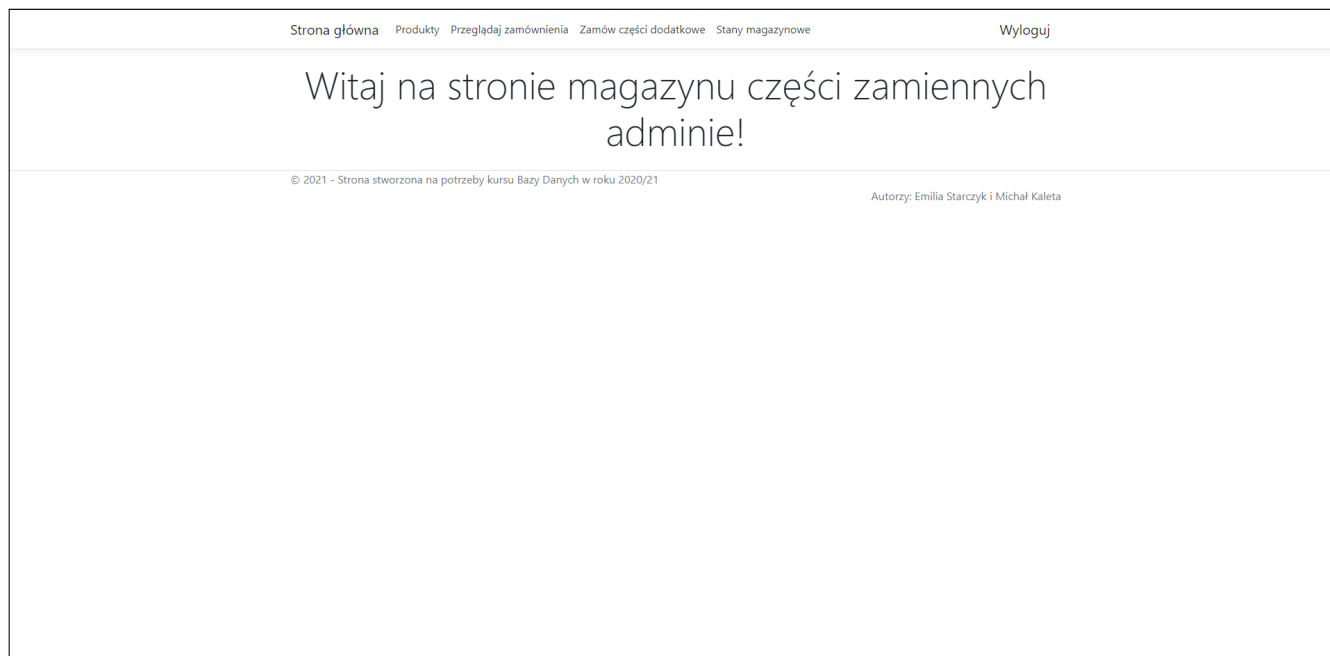 Strona główna Produkty Przeglądaj zamównienia Zamów części dodatkowe Stany magazynowe Wyloguj
Witaj na stronie magazynu części zamiennych
adminie!
© 2021 - Strona stworzona na potrzeby kursu Bazy Danych w roku 2020/21
Autorzy: Emilia Starczyk i Michał Kaleta